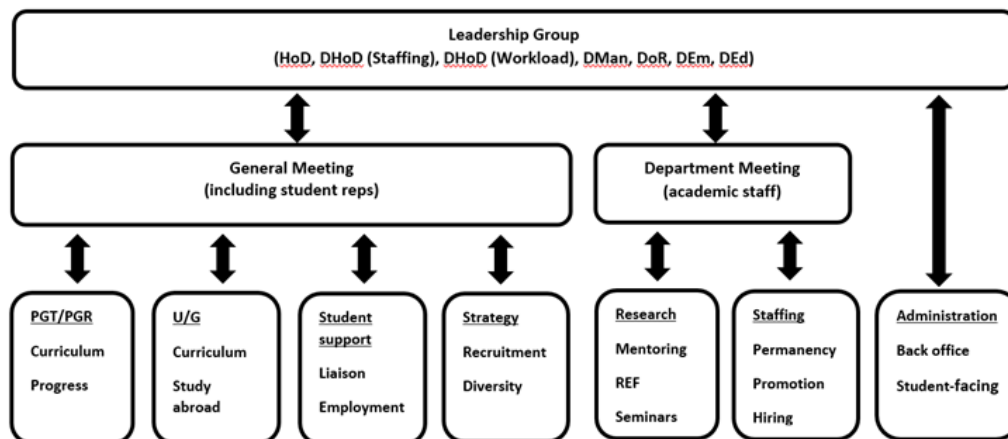 Leadership Group
(HoD, DHoD (Staffing), DHoD (Workload), DMan, DoR, DEm, DEd)
General Meeting
(including student reps)
Department Meeting
(academic staff)
PGT/PGR
Curriculum
Progress
U/G
Curriculum
Study
abroad
Student
support
Liaison
Employment
Strategy
Recruitment
Diversity
Research
Mentoring
REF
Seminars
Staffing
Permanency
Promotion
Hiring
Administration
Back office
Student-facing